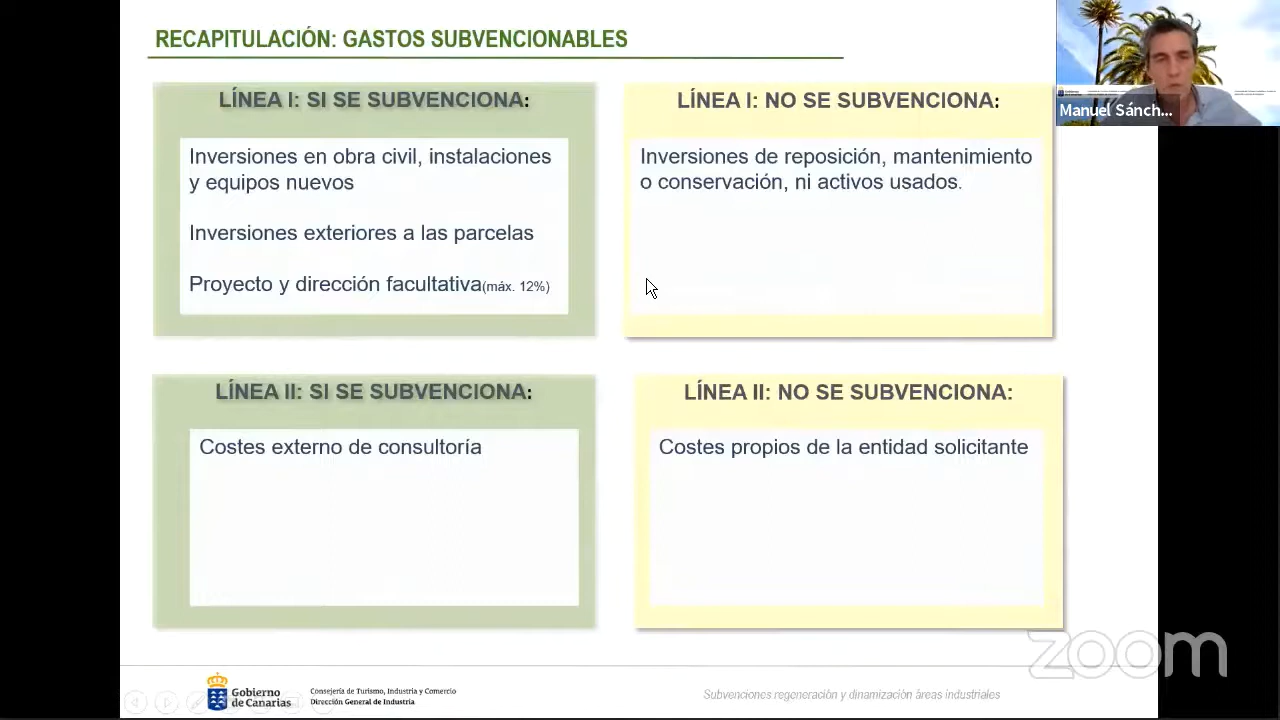 RECAPITULACIÓN: GASTOS SUBVENCIONABLES
LÍNEA I: SI SE SUBVENCIONA:
Inversiones en obra civil, instalaciones
y equipos nuevos
Inversiones exteriores a las parcelas
Proyecto y dirección facultativa(máx. 12%)
LÍNEA I: NO SE SUBVENCIONA:
Inversiones de reposición, mantenimiento
o conservación, ni activos usados.
Manuel Sánch...
LÍNEA II: SI SE SUBVENCIONA:
Costes externo de consultoría
LÍNEA II: NO SE SUBVENCIONA:
Costes propios de la entidad solicitante
zoom
Gobierno
de Canarias
Consejería de Turismo, Industria y Comercio
Dirección General de Industria
Subvenciones regeneración y dinamización áreas industriales